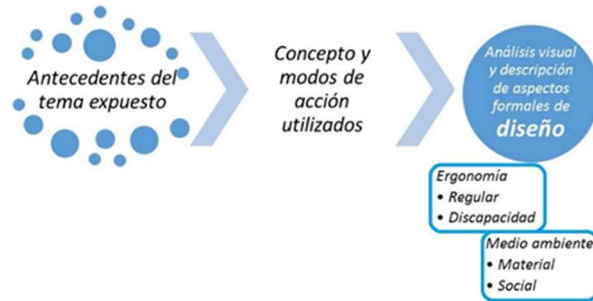 Antecedentes del
tema expuesto
Concepto y
modos de
acción
utilizados
Análisis visual
y descripción
de aspectos
formales de
diseño
Ergonomía
• Regular
• Discapacidad
Medio ambiente
• Material
• Social